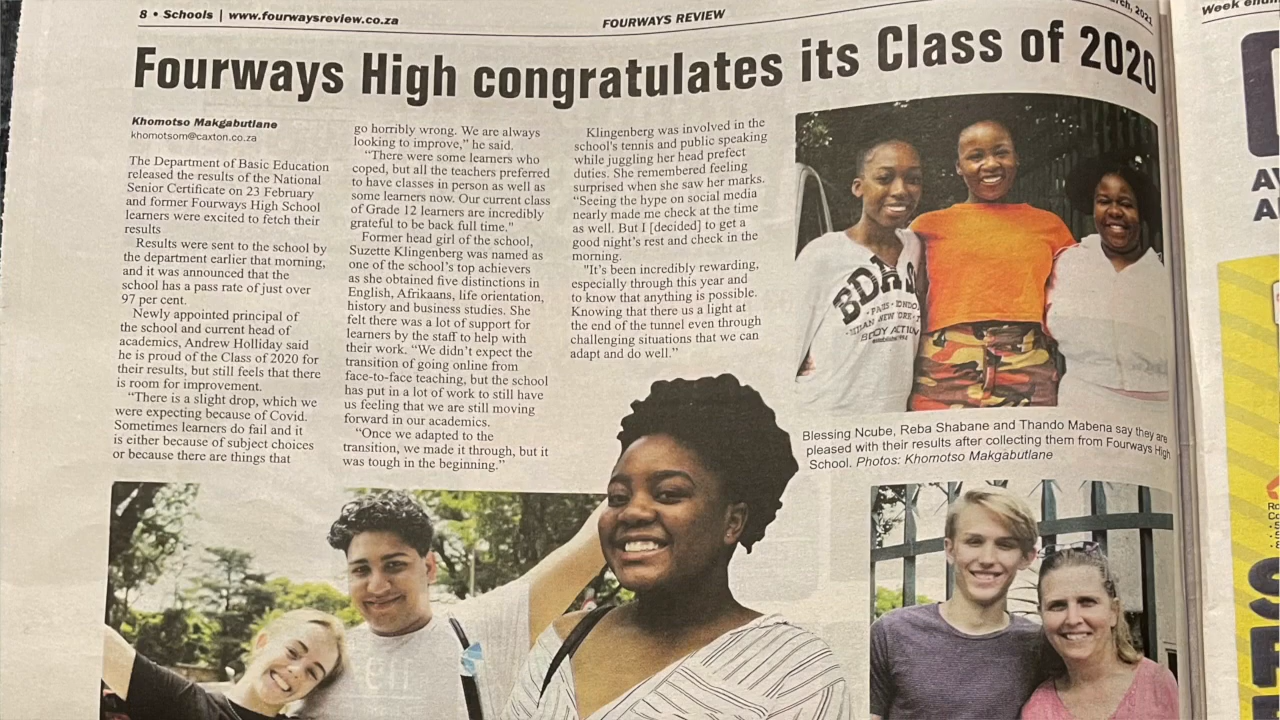 8 • Schools | www.fourwaysreview.co.za
FOURWAYS REVIEW
rch, 2021
Fourways High congratulates its Class of 2020
Khomotso Makgabutlane
khomotsom@caxton.co.za
The Department of Basic Education
released the results of the National
Senior Certificate on 23 February
and former Fourways High School
learners were excited to fetch their
results
Results were sent to the school by
the department earlier that morning,
and it was announced that the
school has a pass rate of just over
97 per cent.
Newly appointed principal of
the school and current head of
academics, Andrew Holliday said
he is proud of the Class of 2020 for
their results, but still feels that there
is room for improvement.
“There is a slight drop, which we
were expecting because of Covid.
Sometimes learners do fail and it
is either because of subject choices
or because there are things that
go horribly wrong. We are always
looking to improve,” he said.
“There were some learners who
coped, but all the teachers preferred
to have classes in person as well as
some learners now. Our current class
of Grade 12 learners are incredibly
grateful to be back full time.”
Former head girl of the school,
Suzette Klingenberg was named as
one of the school's top achievers
as she obtained five distinctions in
English, Afrikaans, life orientation,
history and business studies. She
felt there was a lot of support for
learners by the staff to help with
their work. “We didn't expect the
transition of going online from
face-to-face teaching, but the school
has put in a lot of work to still have
us feeling that we are still moving
forward in our academics.
“Once we adapted to the
transition, we made it through, but it
was tough in the beginning.”
Klingenberg was involved in the
school's tennis and public speaking
while juggling her head prefect
duties. She remembered feeling
surprised when she saw her marks.
“Seeing the hype on social media
nearly made me check at the time
as well. But I [decided] to get a
good night's rest and check in the
morning.
"It's been incredibly rewarding,
especially through this year and
to know that anything is possible.
Knowing that there us a light at
the end of the tunnel even through
challenging situations that we can
adapt and do well.”
BDA
BODY ACTION
Blessing Ncube, Reba Shabane and Thando Mabena say they are
pleased with their results after collecting them from Fourways High
School. Photos: Khomotso Makgabutlane
Week